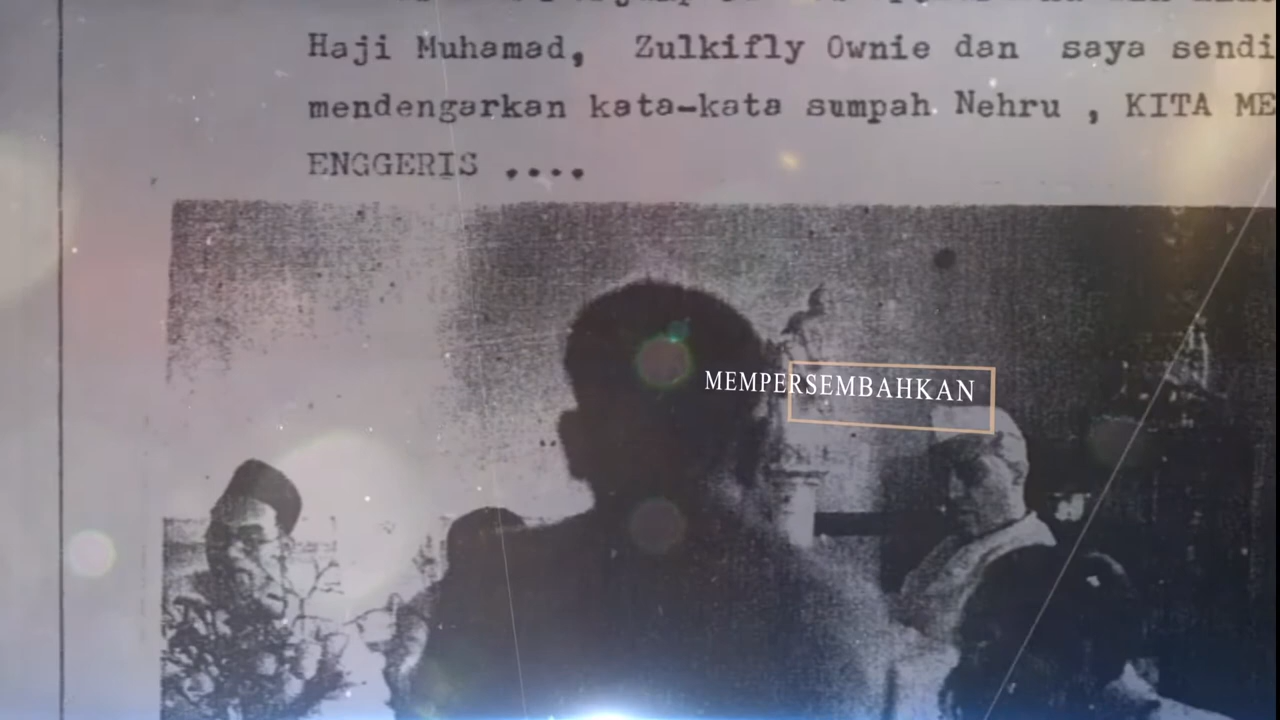 Haji Muhamad, Zulkifly Ownie dan saya sendi
mendengarkan kata-kata sumpah Nehru , KITA ME
ENGGERIS ....
MEMPERSEMBAHKAN